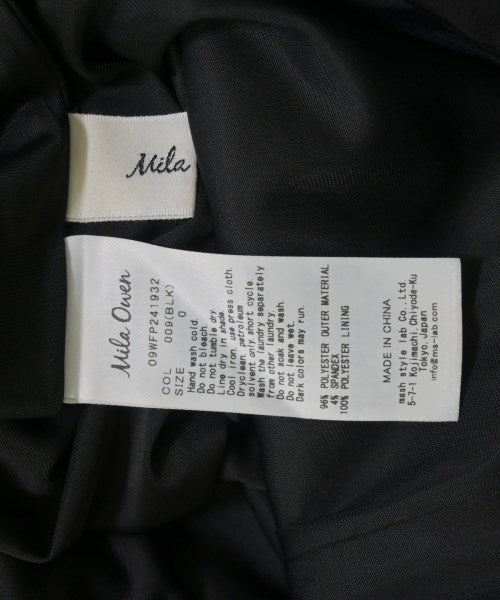 Mila
Mila Owen
09WFP241932
COL 009(BLK)
SIZE 0
Hand wash cold.
Do not bleach.
Do not tumble dry.
Line dry in shade.
Cool iron, use press cloth.
Dryclean, petroleum
solvent only, short cycle.
Wash the laundry separately
from other laundry.
Do not soak and wash.
Do not leave wet.
Dark colors may run.
96% POLYESTER OUTER MATERIAL
4% SPANDEX
100% POLYESTER LINING
MADE IN CHINA
mash style lab Co., Ltd.
5-7-1 Kojimachi, Chiyoda-Ku
Tokyo, Japan
info@ms-lab.com